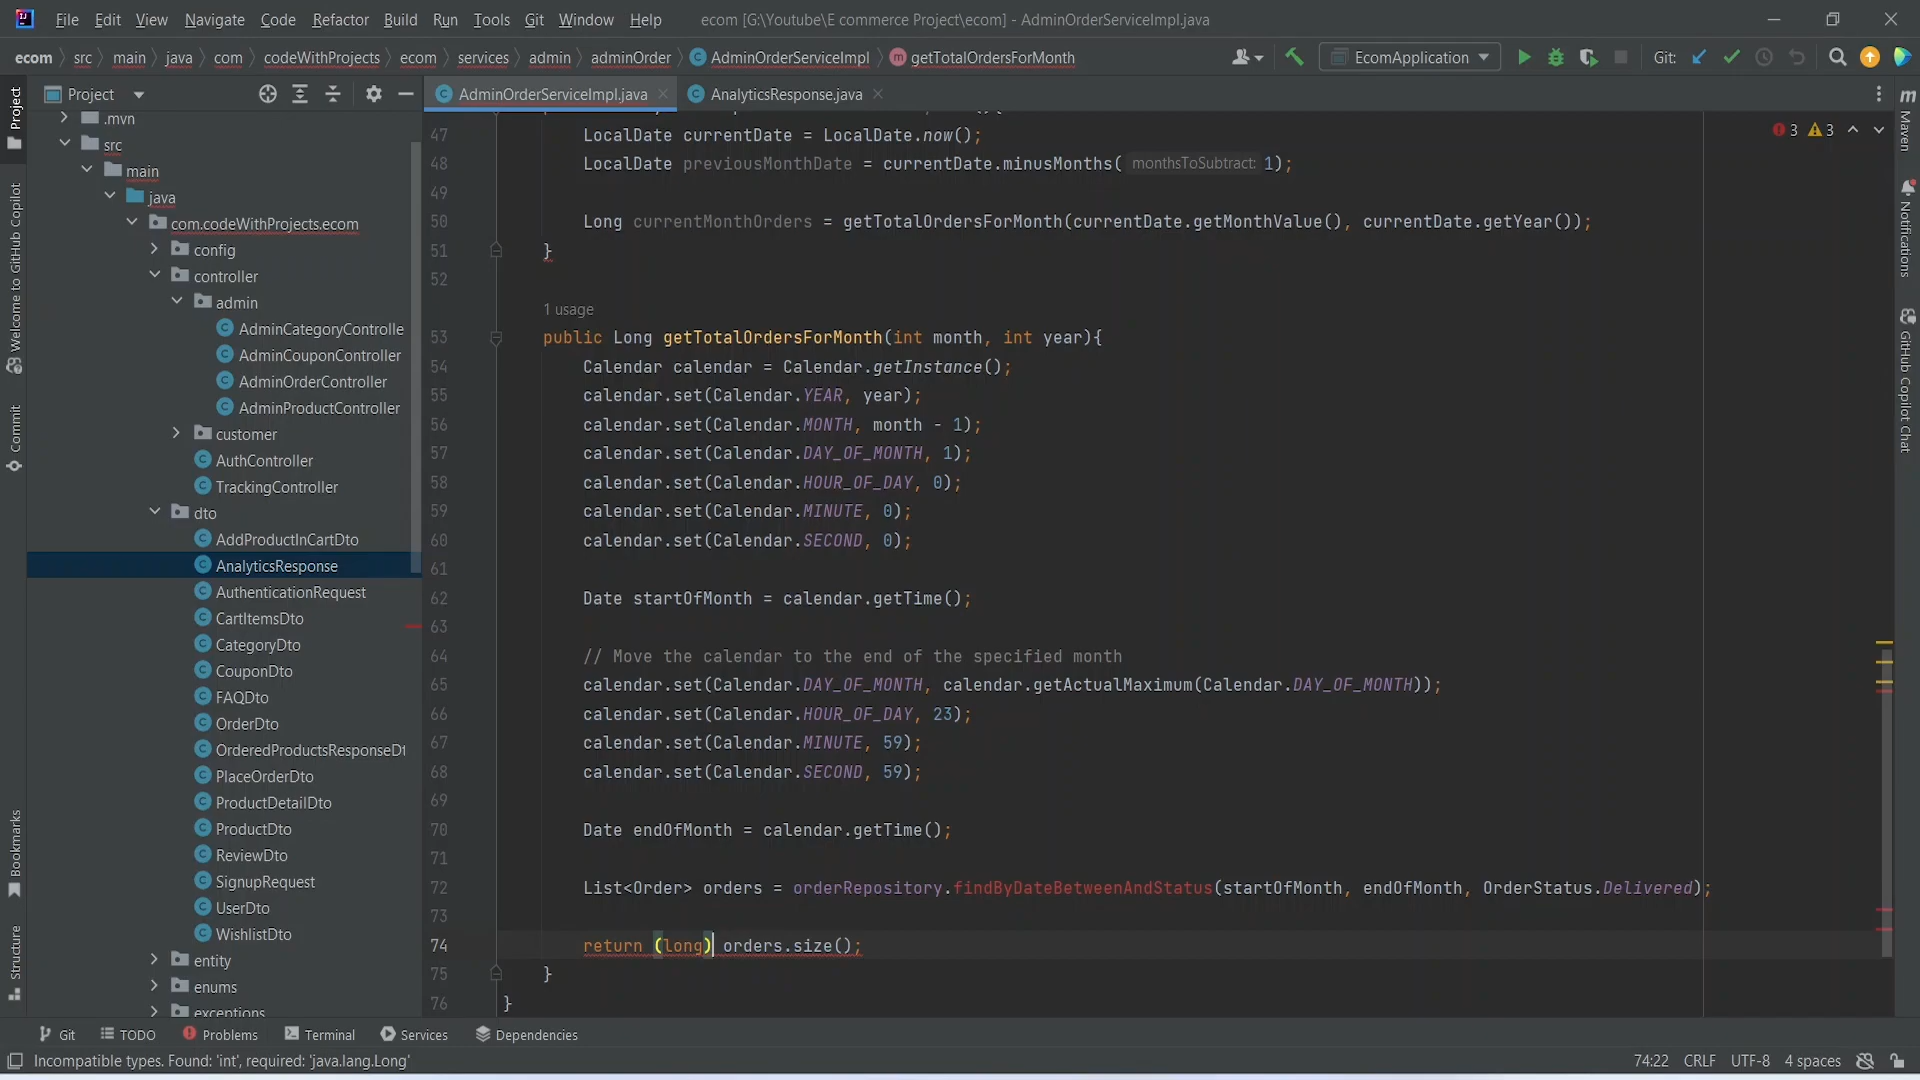 File Edit View Navigate Code Refactor Build Run Tools Git Window Help ecom [G:\Youtube\E commerce Project\ecom] - AdminOrderServiceImpl.java
ecom src main java com codeWithProjects ecom services admin adminOrder AdminOrderServiceImpl getTotalOrdersForMonth EcomApplication Git:
Project
AdminOrderServiceImpl.java AnalyticsResponse.java
.mvn
src
main
java
com.codeWithProjects.ecom
config
controller
admin
AdminCategoryControlle
AdminCouponController
AdminOrderController
AdminProductController
customer
AuthController
TrackingController
dto
AddProductInCartDto
AnalyticsResponse
AuthenticationRequest
CartItemsDto
CategoryDto
CouponDto
FAQDto
OrderDto
OrderedProductsResponseDt
PlaceOrderDto
ProductDetailDto
ProductDto
ReviewDto
SignupRequest
UserDto
WishlistDto
entity
enums
exceptions
3 3
47 LocalDate currentDate = LocalDate.now();
48 LocalDate previousMonthDate = currentDate.minusMonths( monthsToSubtract: 1);
49
50 Long currentMonthOrders = getTotalOrdersForMonth(currentDate.getMonthValue(), currentDate.getYear());
51 }
52
1 usage
53 public Long getTotalOrdersForMonth(int month, int year){
54 Calendar calendar = Calendar.getInstance();
55 calendar.set(Calendar.YEAR, year);
56 calendar.set(Calendar.MONTH, month - 1);
57 calendar.set(Calendar.DAY_OF_MONTH, 1);
58 calendar.set(Calendar.HOUR_OF_DAY, 0);
59 calendar.set(Calendar.MINUTE, 0);
60 calendar.set(Calendar.SECOND, 0);
61
62 Date startOfMonth = calendar.getTime();
63
64 // Move the calendar to the end of the specified month
65 calendar.set(Calendar.DAY_OF_MONTH, calendar.getActualMaximum(Calendar.DAY_OF_MONTH));
66 calendar.set(Calendar.HOUR_OF_DAY, 23);
67 calendar.set(Calendar.MINUTE, 59);
68 calendar.set(Calendar.SECOND, 59);
69
70 Date endOfMonth = calendar.getTime();
71
72 List<Order> orders = orderRepository.findByDateBetweenAndStatus(startOfMonth, endOfMonth, OrderStatus.Delivered);
73
74 return (long) orders.size();
75 }
76 }
Project
Welcome to GitHub Copilot
Commit
Bookmarks
Structure
m Maven
Notifications
GitHub Copilot Chat
Git TODO Problems Terminal Services Dependencies
Incompatible types. Found: 'int', required: 'java.lang.Long' 74:22 CRLF UTF-8 4 spaces